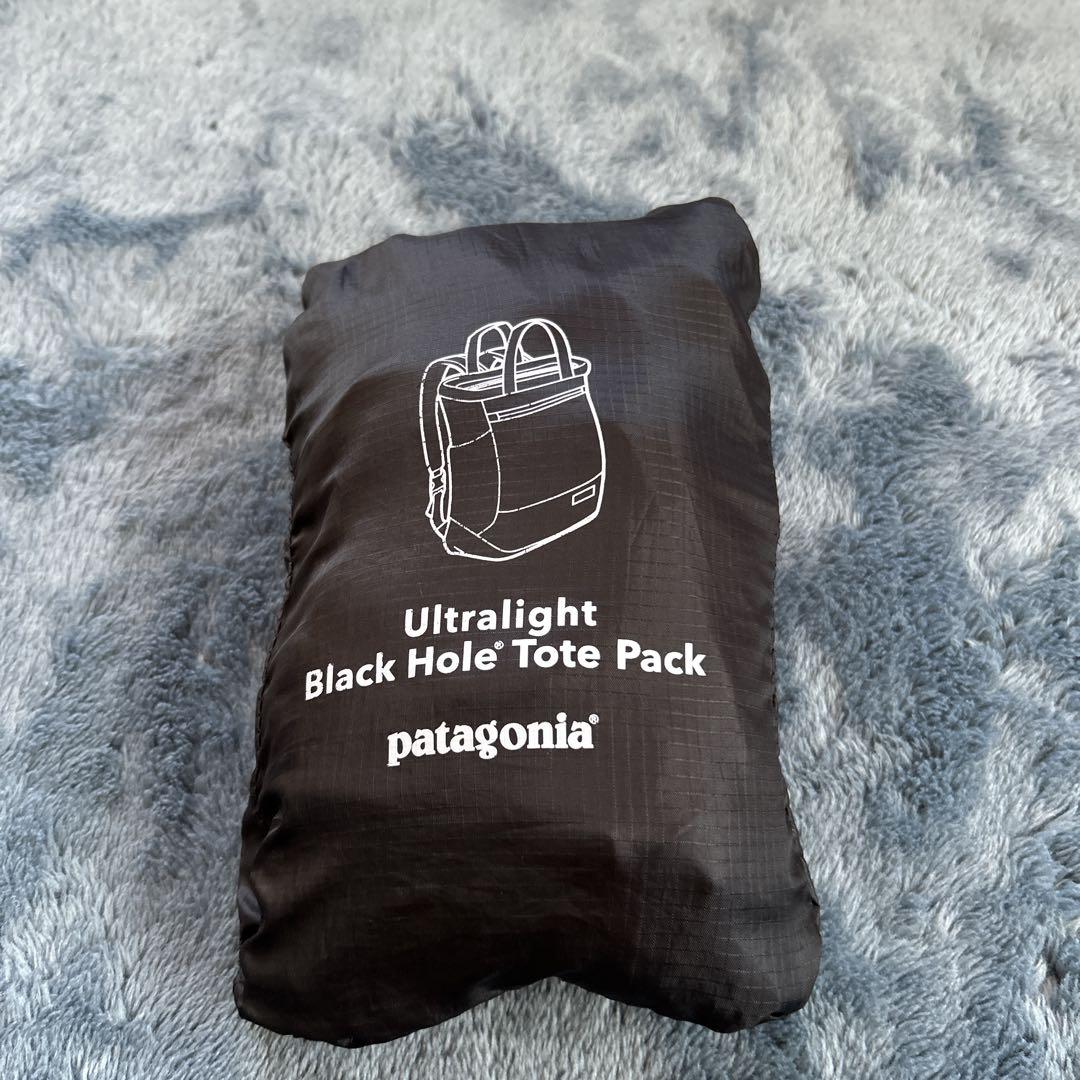 Ultralight
Black Hole® Tote Pack
patagonia®